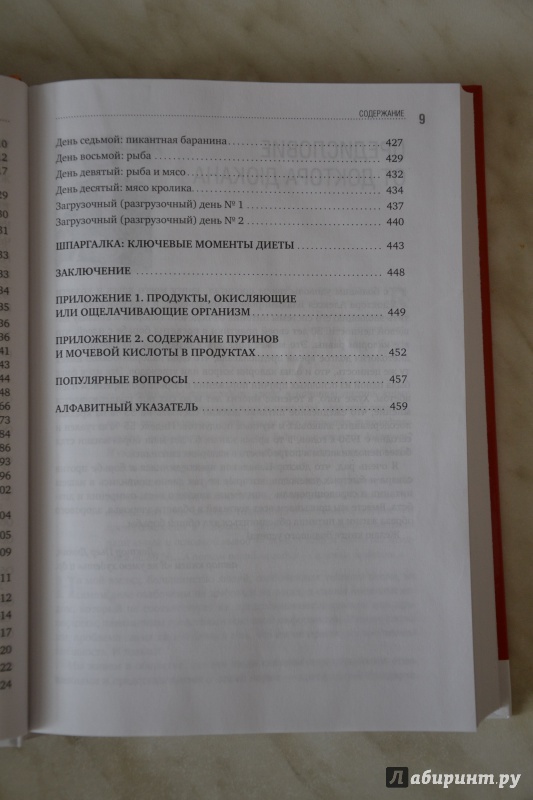 СОДЕРЖАНИЕ 9
День седьмой: пикантная баранина 427
День восьмой: рыба 429
День девятый: рыба и мясо 432
День десятый: мясо кролика 434
Загрузочный (разгрузочный) день № 1 437
Загрузочный (разгрузочный) день № 2 440
ШПАРГАЛКА: КЛЮЧЕВЫЕ МОМЕНТЫ ДИЕТЫ 443
ЗАКЛЮЧЕНИЕ 448
ПРИЛОЖЕНИЕ 1. ПРОДУКТЫ, ОКИСЛЯЮЩИЕ
ИЛИ ОЩЕЛАЧИВАЮЩИЕ ОРГАНИЗМ 449
ПРИЛОЖЕНИЕ 2. СОДЕРЖАНИЕ ПУРИНОВ
И МОЧЕВОЙ КИСЛОТЫ В ПРОДУКТАХ 452
ПОПУЛЯРНЫЕ ВОПРОСЫ 457
АЛФАВИТНЫЙ УКАЗАТЕЛЬ 459
Лабиринт.ру